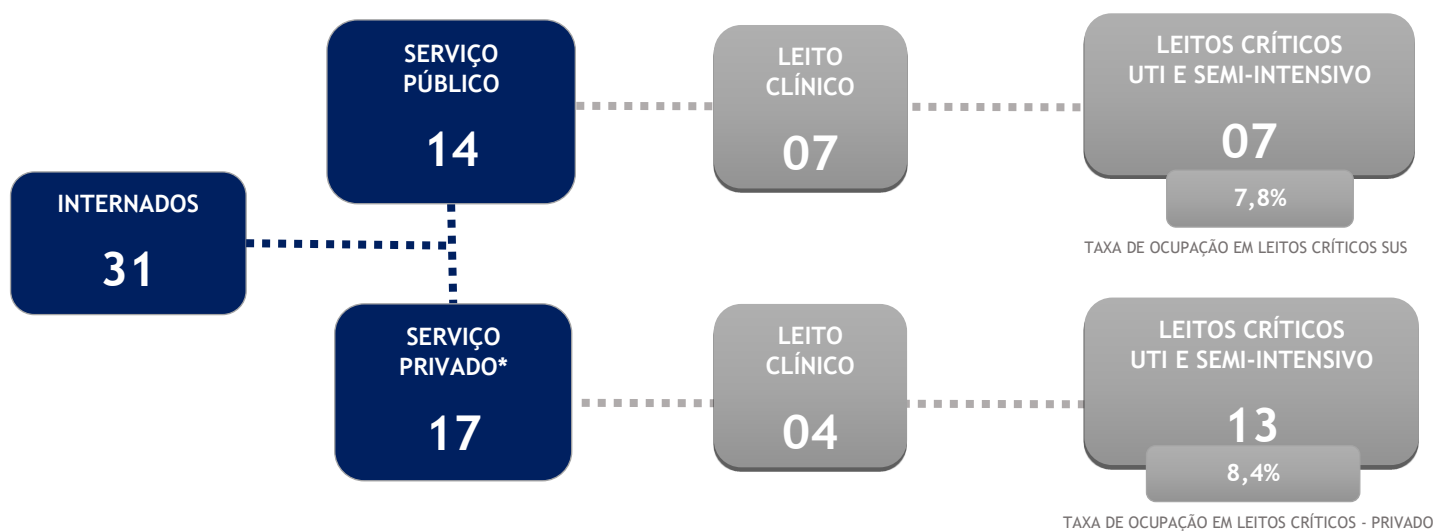 INTERNADOS
31
SERVIÇO
PÚBLICO
14
LEITO
CLÍNICO
07
LEITOS CRÍTICOS
UTI E SEMI-INTENSIVO
07
7,8%
TAXA DE OCUPAÇÃO EM LEITOS CRÍTICOS SUS
SERVIÇO
PRIVADO*
17
LEITO
CLÍNICO
04
LEITOS CRÍTICOS
UTI E SEMI-INTENSIVO
13
8,4%
TAXA DE OCUPAÇÃO EM LEITOS CRÍTICOS - PRIVADO